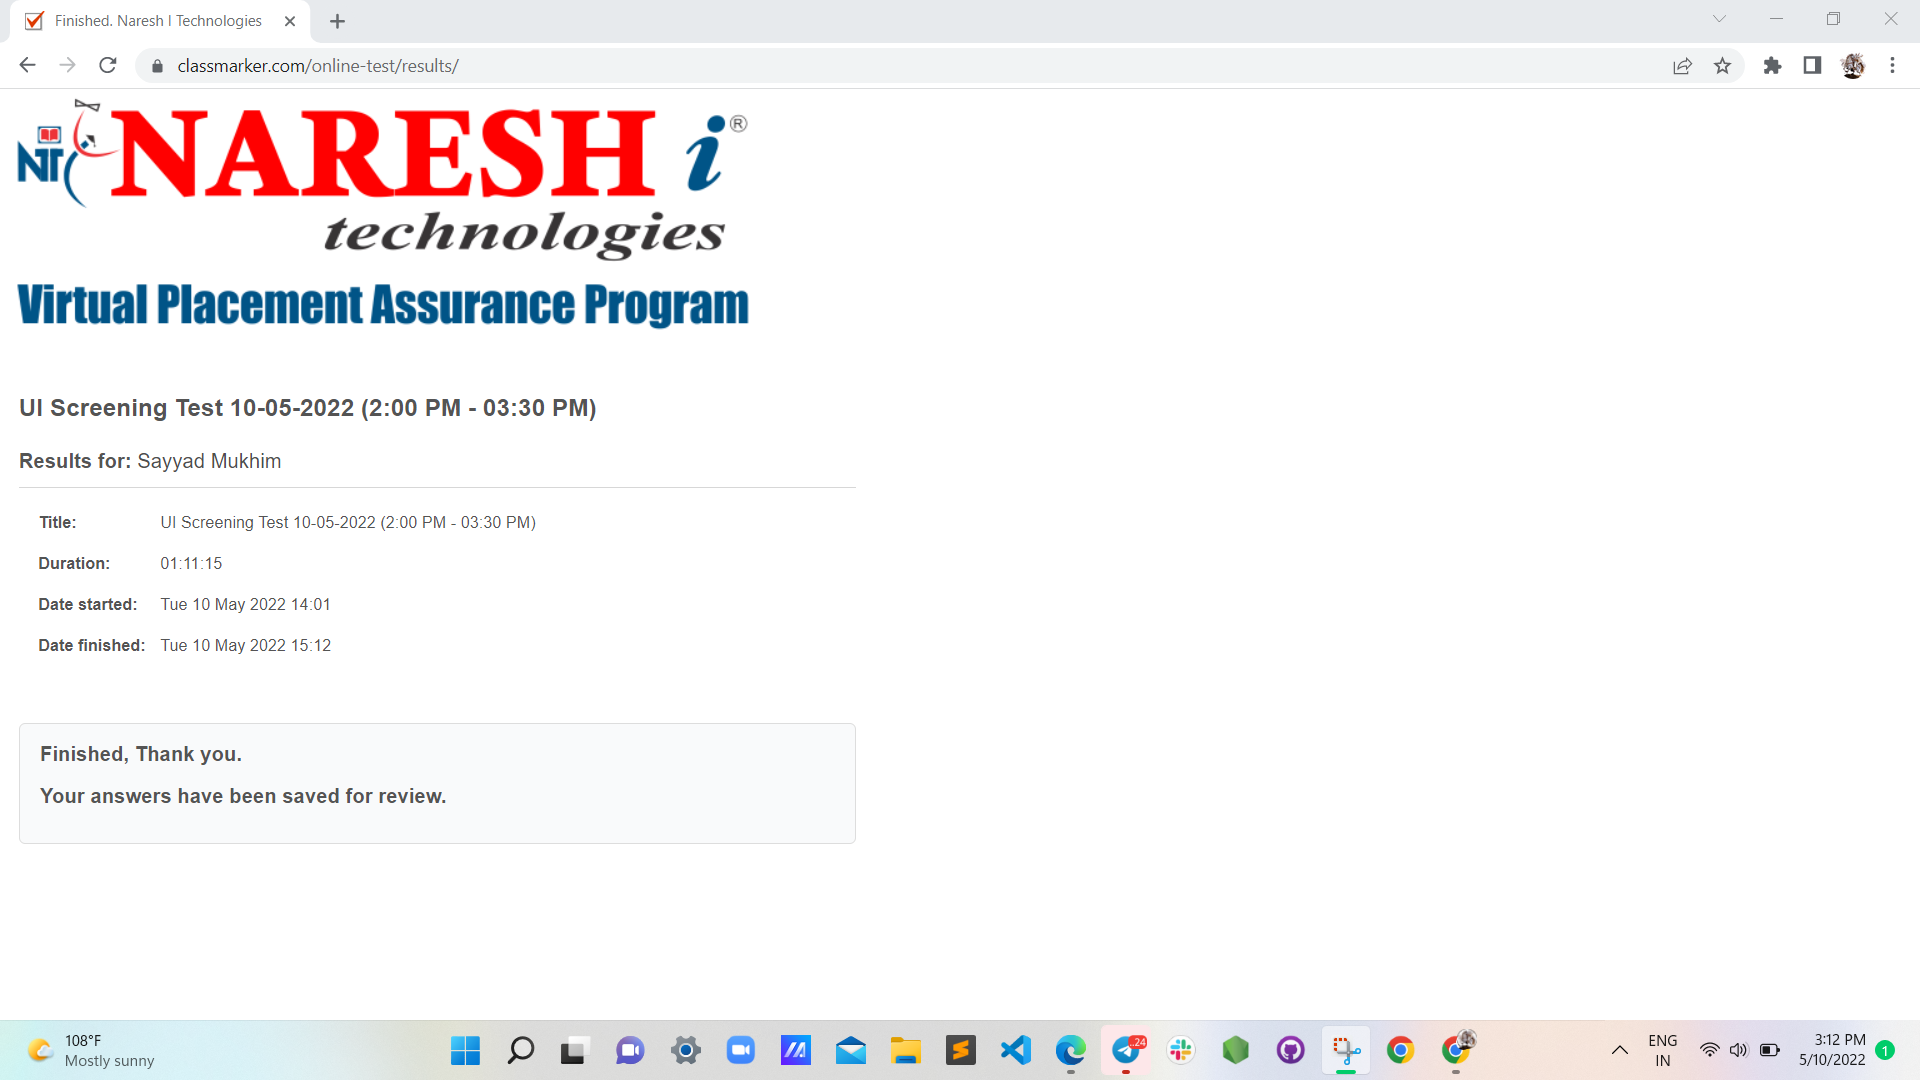 Finished. Naresh I Technologies
classmarker.com/online-test/results/
NT NARESH i ®
technologies
Virtual Placement Assurance Program
UI Screening Test 10-05-2022 (2:00 PM - 03:30 PM)
Results for: Sayyad Mukhim
Title: UI Screening Test 10-05-2022 (2:00 PM - 03:30 PM)
Duration: 01:11:15
Date started: Tue 10 May 2022 14:01
Date finished: Tue 10 May 2022 15:12
Finished, Thank you.
Your answers have been saved for review.
108°F
Mostly sunny
24
ENG
IN
3:12 PM
5/10/2022
1